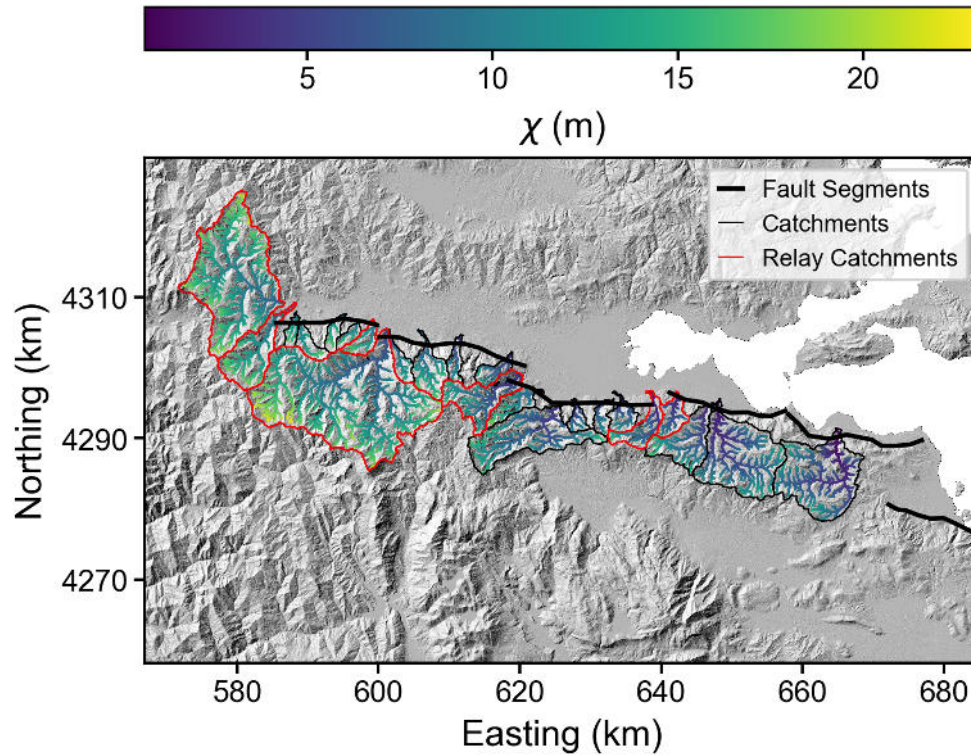 5 10 15 20
χ (m)
Fault Segments
Catchments
Relay Catchments
4310
4290
4270
Northing (km)
580 600 620 640 660 680
Easting (km)